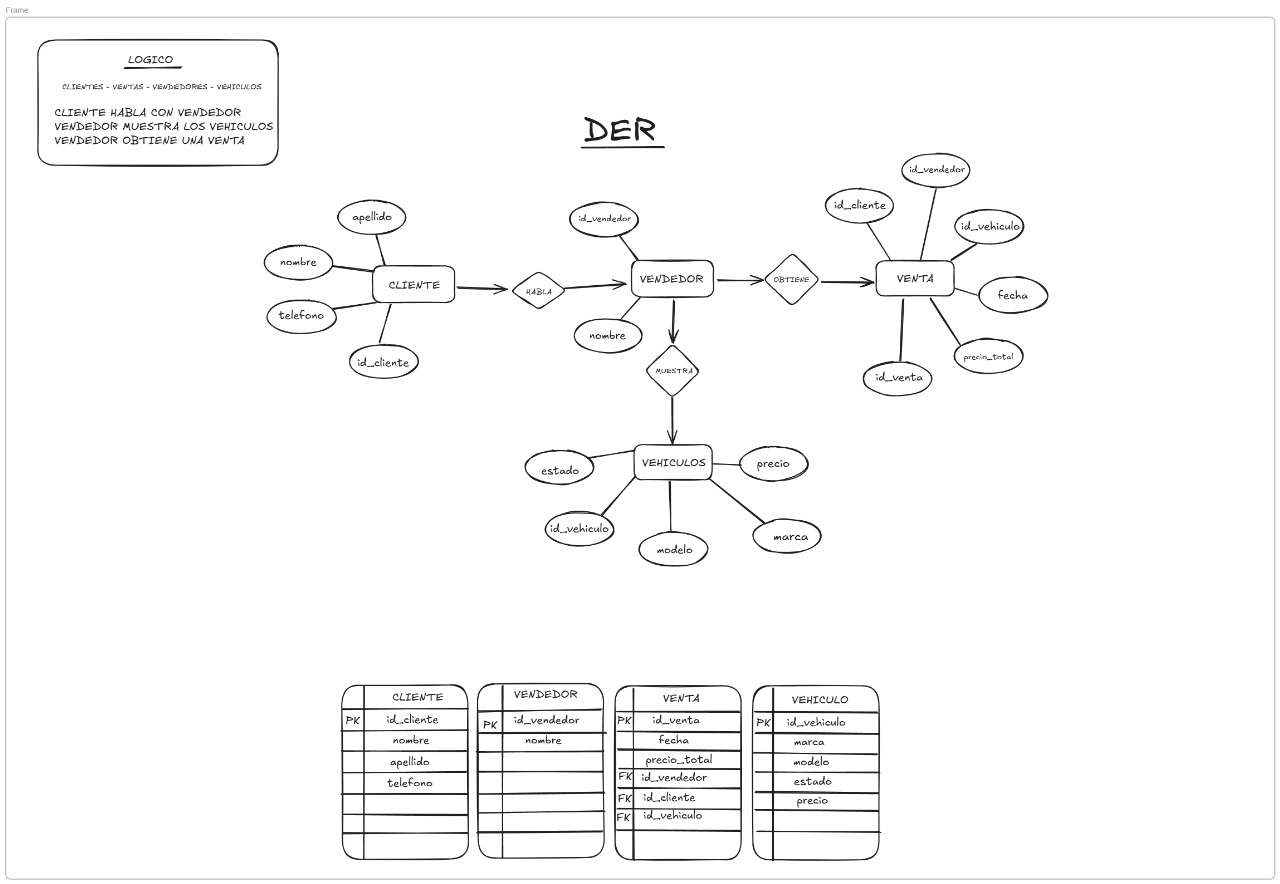 Frame
LOGICO
CLIENTES - VENTAS - VENDEDORES - VEHICULOS
CLIENTE HABLA CON VENDEDOR
VENDEDOR MUESTRA LOS VEHICULOS
VENDEDOR OBTIENE UNA VENTA
DER
apellido
nombre
telefono
id_cliente
CLIENTE
HABLA
id_vendedor
VENDEDOR
nombre
OBTIENE
id_cliente
id_vendedor
id_vehiculo
VENTA
fecha
precio_total
id_venta
MUESTRA
VEHICULOS
estado
precio
id_vehiculo
modelo
marca
CLIENTE
PK id_cliente
nombre
apellido
telefono
VENDEDOR
PK id_vendedor
nombre
VENTA
PK id_venta
fecha
precio_total
FK id_vendedor
FK id_cliente
FK id_vehiculo
VEHICULO
PK id_vehiculo
marca
modelo
estado
precio